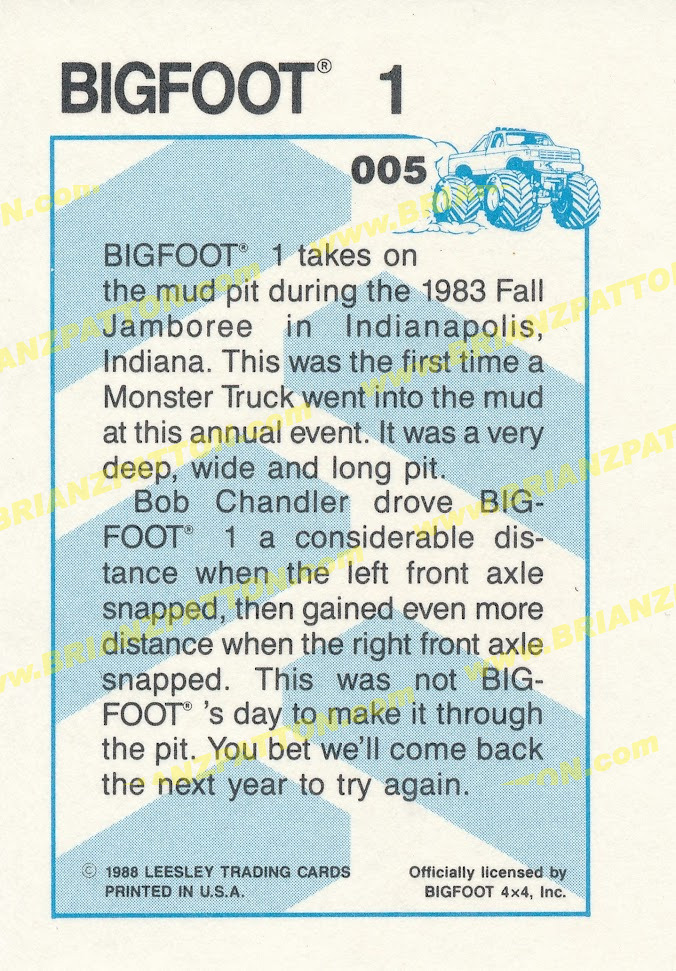 BIGFOOT® 1
005
BIGFOOT® 1 takes on
the mud pit during the 1983 Fall
Jamboree in Indianapolis,
Indiana. This was the first time a
Monster Truck went into the mud
at this annual event. It was a very
deep, wide and long pit.
Bob Chandler drove BIG-
FOOT® 1 a considerable dis-
tance when the left front axle
snapped, then gained even more
distance when the right front axle
snapped. This was not BIG-
FOOT® 's day to make it through
the pit. You bet we'll come back
the next year to try again.
© 1988 LEESLEY TRADING CARDS
PRINTED IN U.S.A.
Officially licensed by
BIGFOOT 4×4, Inc.
www.BRIANZPATTON.com